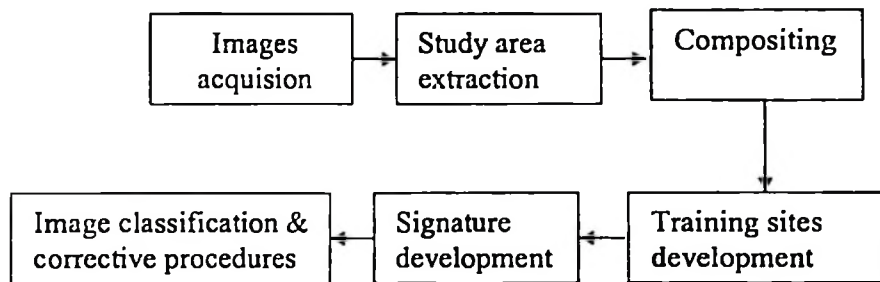 Images
acquision
Study area
extraction
Compositing
Training sites
development
Signature
development
Image classification &
corrective procedures